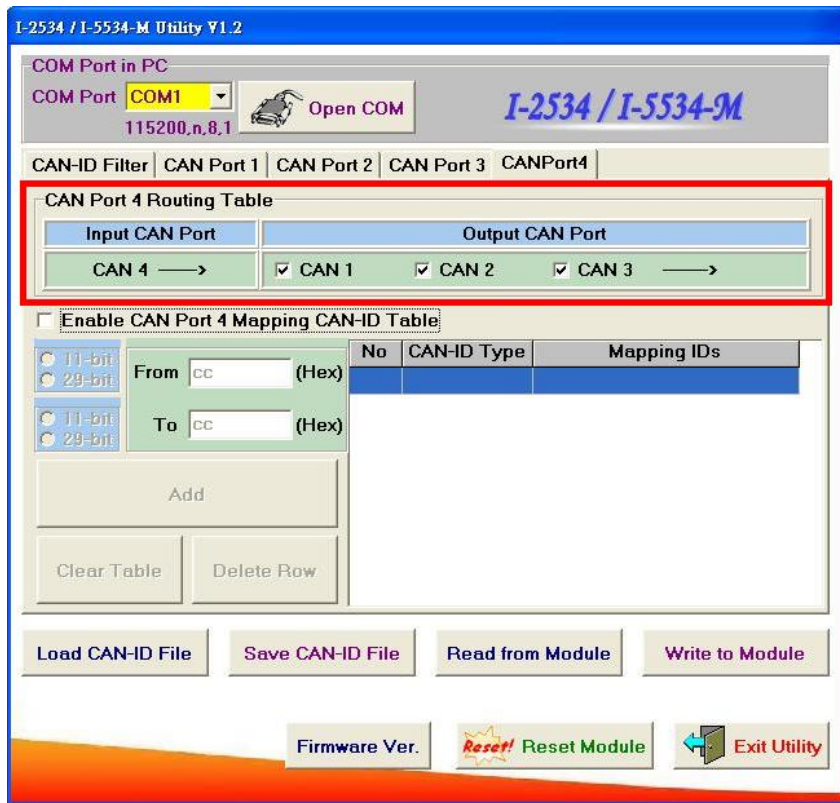 I-2534 / I-5534-M Utility V1.2
COM Port in PC
COM Port COM1
115200,n,8,1
Open COM
I-2534 / I-5534-M
CAN-ID Filter CAN Port 1 CAN Port 2 CAN Port 3 CANPort4
CAN Port 4 Routing Table
Input CAN Port Output CAN Port
CAN 4 ──> CAN 1 CAN 2 CAN 3 ──>
Enable CAN Port 4 Mapping CAN-ID Table
11-bit
29-bit
From cc (Hex)
11-bit
29-bit
To cc (Hex)
No CAN-ID Type Mapping IDs
Add
Clear Table Delete Row
Load CAN-ID File Save CAN-ID File Read from Module Write to Module
Firmware Ver. Reset! Reset Module Exit Utility